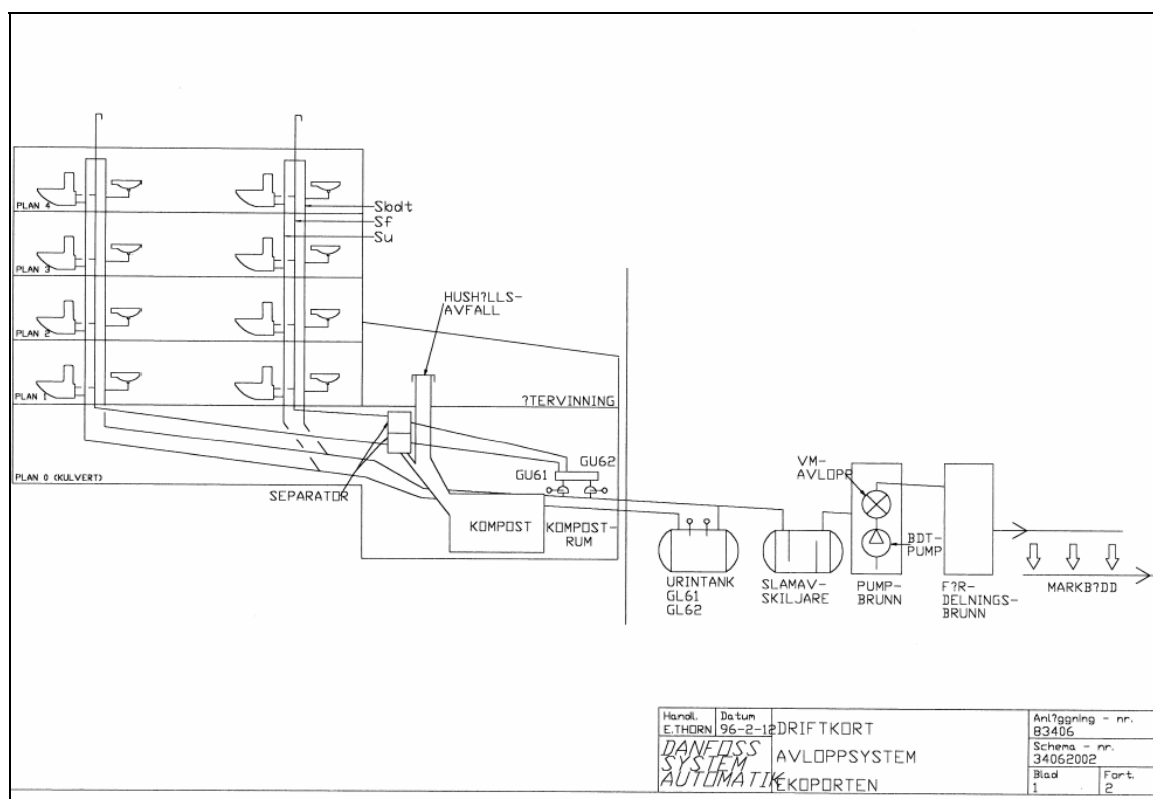 PLAN 4
PLAN 3
PLAN 2
PLAN 1
PLAN 0 (KULVERT)
Sbdt
Sf
Su
HUSH?LLS-
AVFALL
?TERVINNING
SEPARATOR
GU61
GU62
KOMPOST
KOMPOST-
RUM
URINTANK
GL61
GL62
SLAMAV-
SKILJARE
VM-
AVLOPP
BDT-
PUMP
PUMP-
BRUNN
F?R-
DELNINGS-
BRUNN
MARKB?DD
Handl.
E.THORN
Datum
96-2-12
DANFOSS
SYSTEM
AUTOMATIK
DRIFTKORT
AVLOPPSYSTEM
EKOPORTEN
Anl?ggning - nr.
B3406
Schema - nr.
34062002
Blad
1
Fort.
2